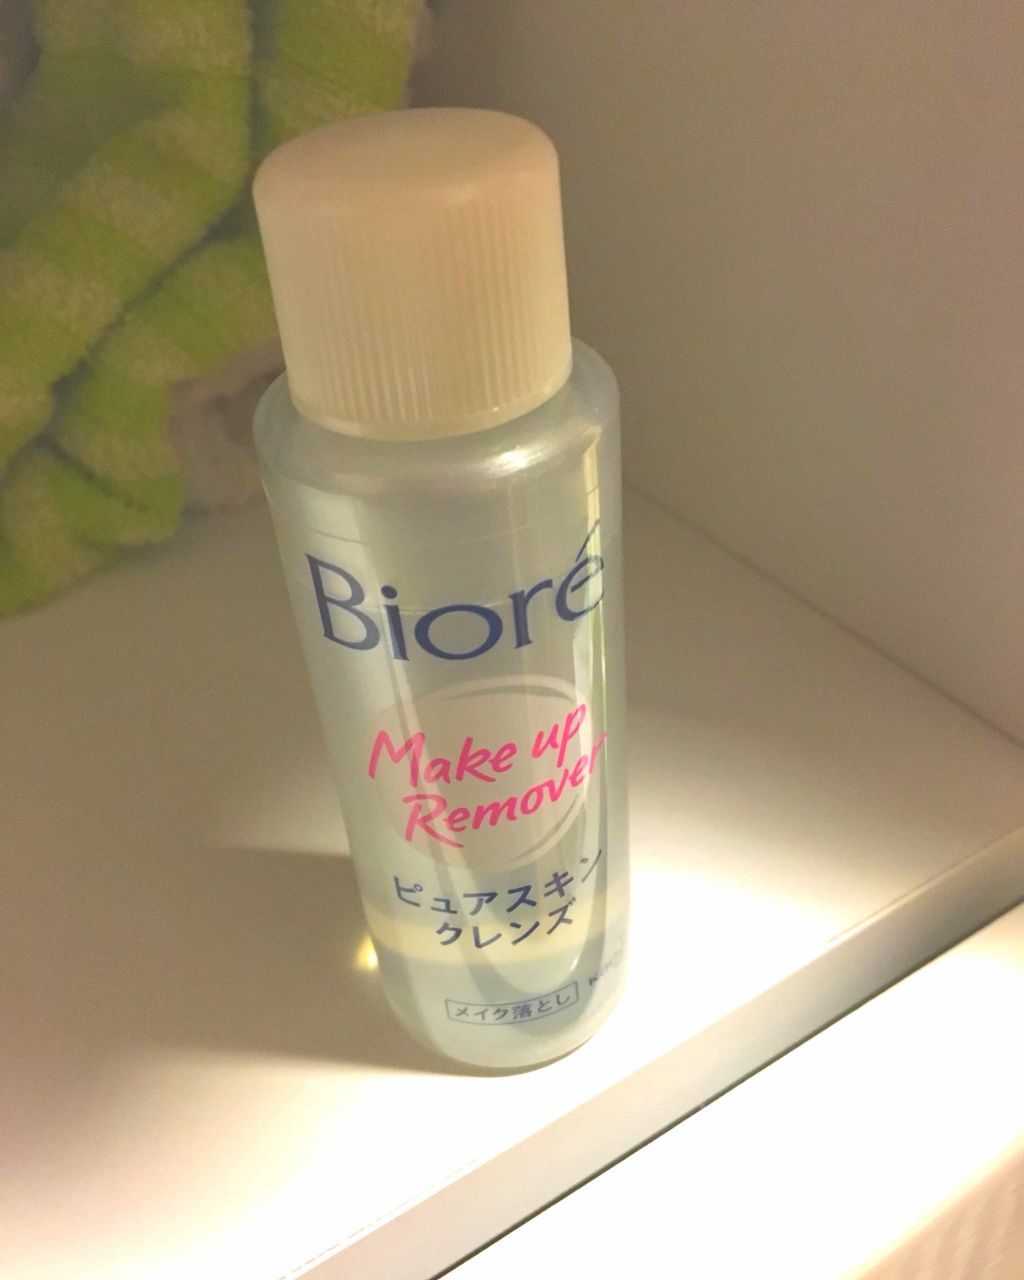 Bioré
Make up
Remover
ピュアスキン
クレンズ
メイク落とし